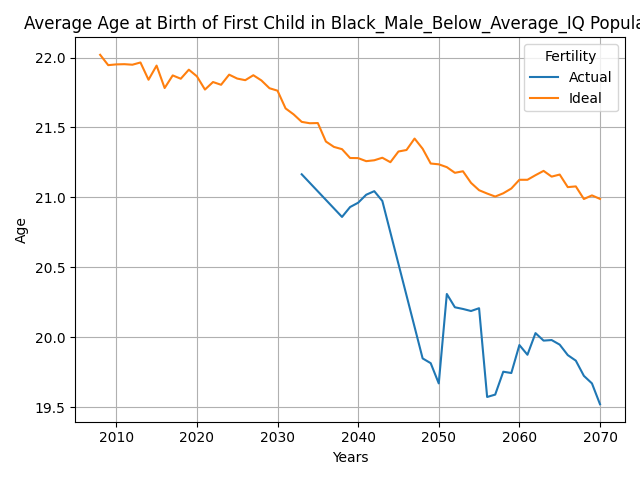 Average Age at Birth of First Child in Black_Male_Below_Average_IQ Popula
Fertility
Actual
Ideal
22.0
21.5
21.0
20.5
20.0
19.5
Age
2010 2020 2030 2040 2050 2060 2070
Years